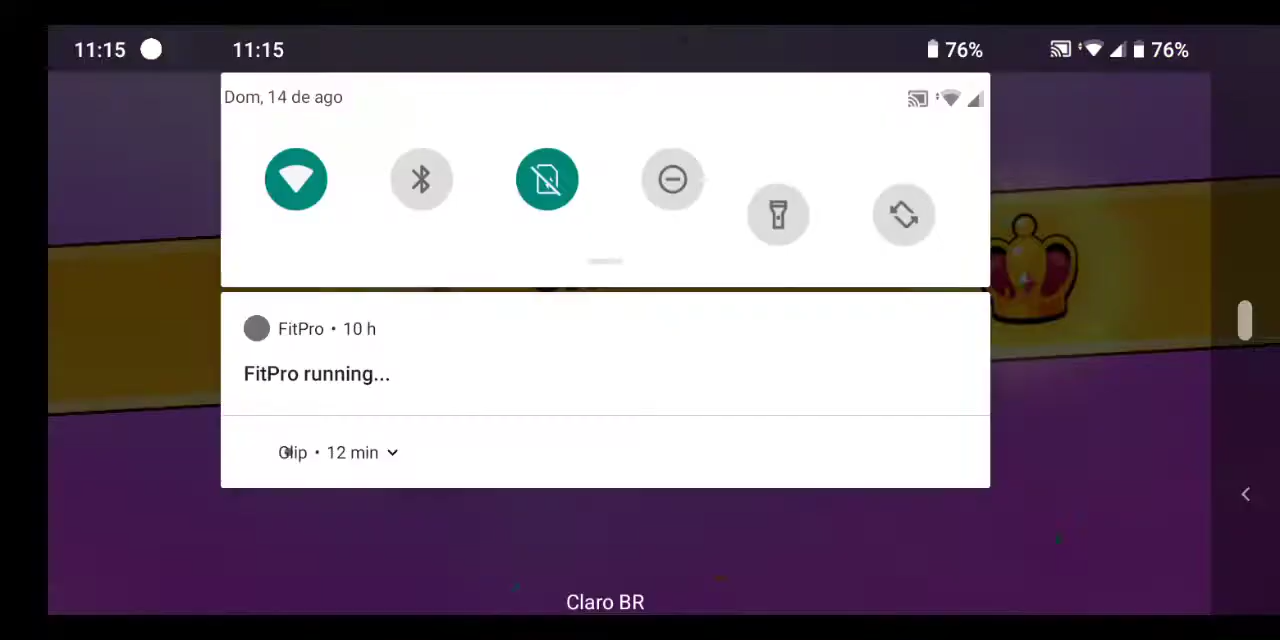 11:15 11:15 76% 76%
Dom, 14 de ago
FitPro • 10 h
FitPro running...
Clip • 12 min
Claro BR